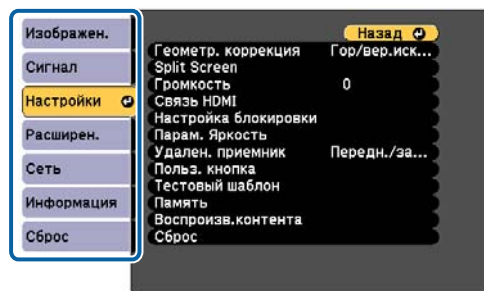 Изображен.
Сигнал
Настройки
Расширен.
Сеть
Информация
Сброс
Назад
Геометр. коррекция Гор/вер.иск...
Split Screen
Громкость 0
Связь HDMI
Настройка блокировки
Парам. Яркость
Удален. приемник Передн./за...
Польз. кнопка
Тестовый шаблон
Память
Воспроизв.контента
Сброс